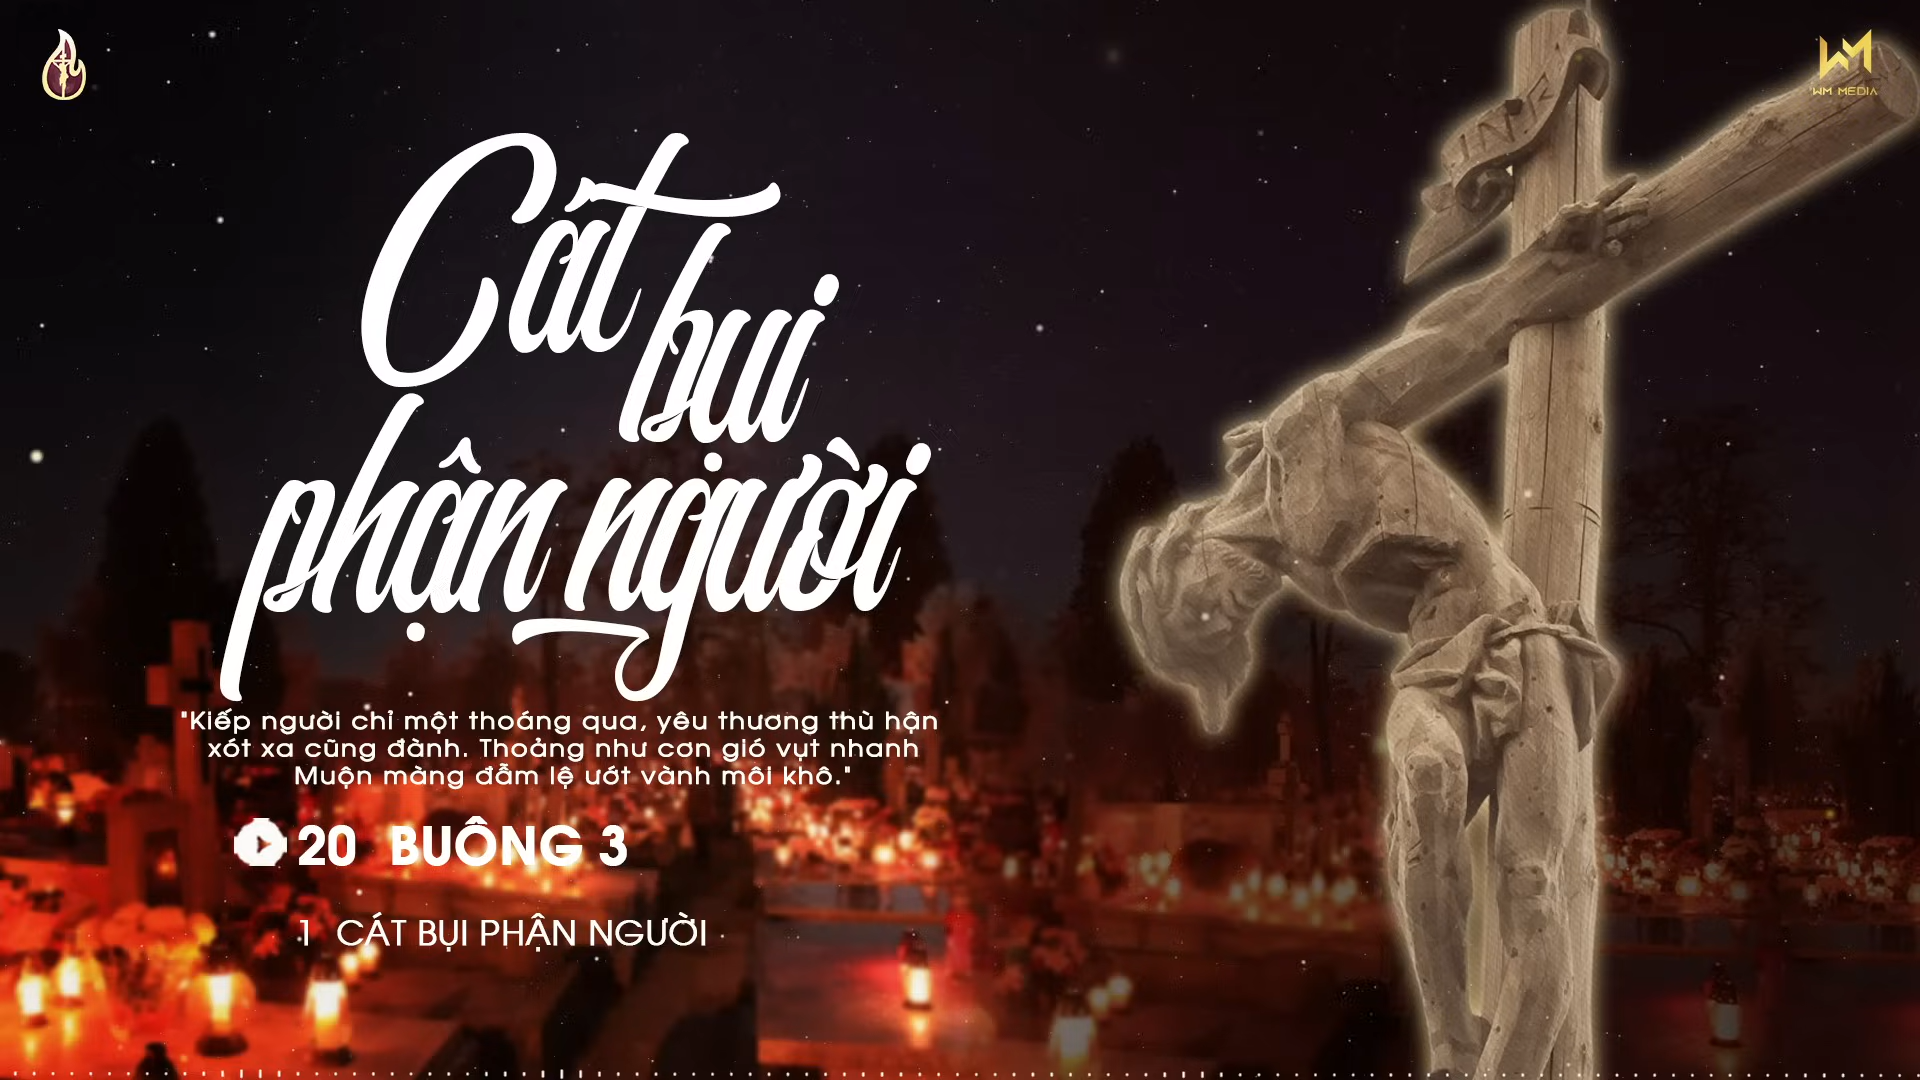 WM MEDIA
IN.R
Cát
bụi
phận người
"Kiếp người chỉ một thoáng qua, yêu thương thù hận
xót xa cũng đành. Thoảng như cơn gió vụt nhanh
Muộn màng đẫm lệ ướt vành môi khô."
20 BUÔNG 3
1 CÁT BỤI PHẬN NGƯỜI